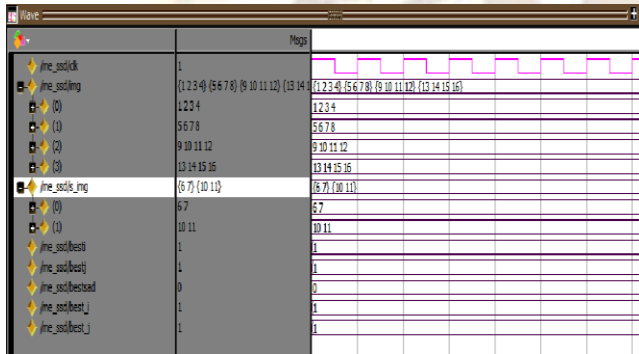 Wave
Msgs
/me_ssd/clk 1
/me_ssd/img {1 2 3 4} {5 6 7 8} {9 10 11 12} {13 14 1 {1 2 3 4} {5 6 7 8} {9 10 11 12} {13 14 15 16}
(0) 1 2 3 4 1 2 3 4
(1) 5 6 7 8 5 6 7 8
(2) 9 10 11 12 9 10 11 12
(3) 13 14 15 16 13 14 15 16
/me_ssd/s_img {6 7} {10 11} {6 7} {10 11}
(0) 6 7 6 7
(1) 10 11 10 11
/me_ssd/besti 1 1
/me_ssd/bestj 1 1
/me_ssd/bestsad 0 0
/me_ssd/best_i 1 1
/me_ssd/best_j 1 1